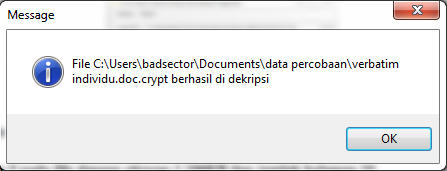 Message
File C:\Users\badsector\Documents\data percobaan\verbatim
individu.doc.crypt berhasil di dekripsi
OK